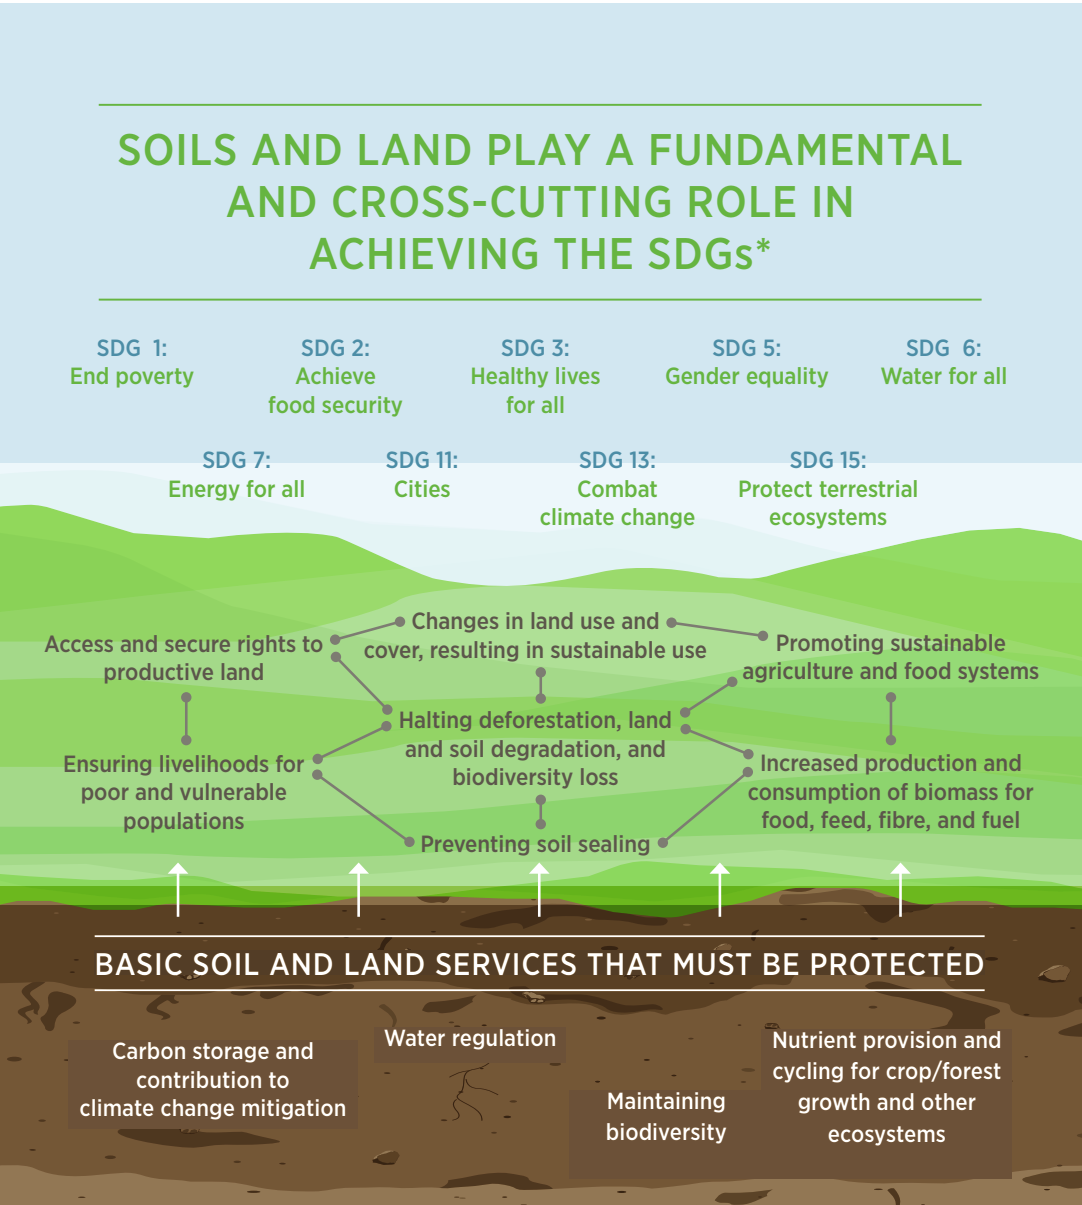 SOILS AND LAND PLAY A FUNDAMENTAL
AND CROSS-CUTTING ROLE IN
ACHIEVING THE SDGs*
SDG 1:
End poverty
SDG 2:
Achieve
food security
SDG 3:
Healthy lives
for all
SDG 5:
Gender equality
SDG 6:
Water for all
SDG 7:
Energy for all
SDG 11:
Cities
SDG 13:
Combat
climate change
SDG 15:
Protect terrestrial
ecosystems
Access and secure rights to
productive land
Changes in land use and
cover, resulting in sustainable use
Promoting sustainable
agriculture and food systems
Halting deforestation, land
and soil degradation, and
biodiversity loss
Ensuring livelihoods for
poor and vulnerable
populations
Increased production and
consumption of biomass for
food, feed, fibre, and fuel
Preventing soil sealing
BASIC SOIL AND LAND SERVICES THAT MUST BE PROTECTED
Carbon storage and
contribution to
climate change mitigation
Water regulation
Maintaining
biodiversity
Nutrient provision and
cycling for crop/forest
growth and other
ecosystems